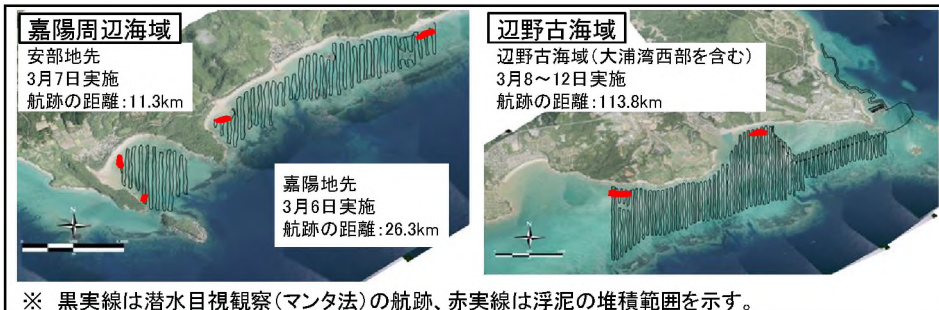 嘉陽周辺海域
安部地先
3月7日実施
航跡の距離:11.3km
嘉陽地先
3月6日実施
航跡の距離:26.3km
辺野古海域
辺野古海域(大浦湾西部を含む)
3月8~12日実施
航跡の距離:113.8km
※ 黒実線は潜水目視観察(マンタ法)の航跡、赤実線は浮泥の堆積範囲を示す。